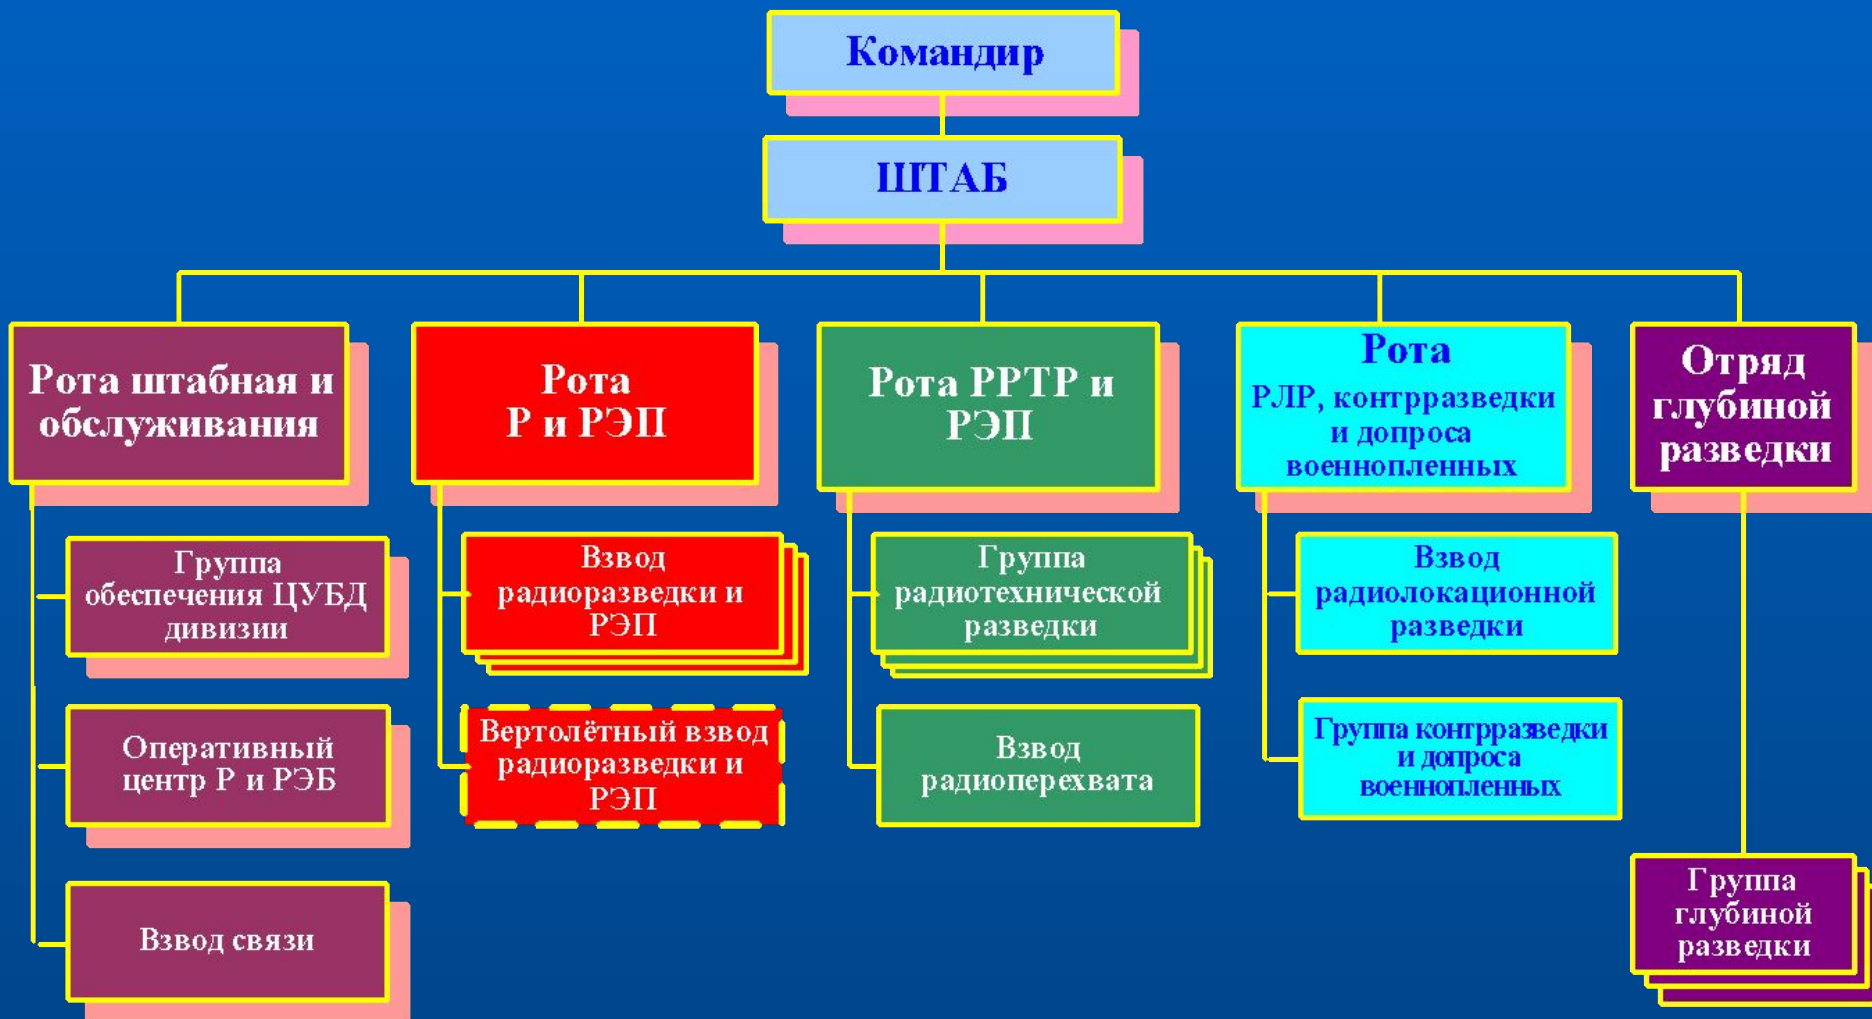 Командир
ШТАБ
Рота штабная и
обслуживания
Рота
Р и РЭП
Рота РРТР и
РЭП
Рота
РЛР, контрразведки
и допроса
военнопленных
Отряд
глубиной
разведки
Группа
обеспечения ЦУБД
дивизии
Взвод
радиоразведки и
РЭП
Группа
радиотехнической
разведки
Взвод
радиолокационной
разведки
Оперативный
центр Р и РЭБ
Вертолётный взвод
радиоразведки и
РЭП
Взвод
радиоперехвата
Группа контрразведки
и допроса
военнопленных
Взвод связи
Группа
глубиной
разведки